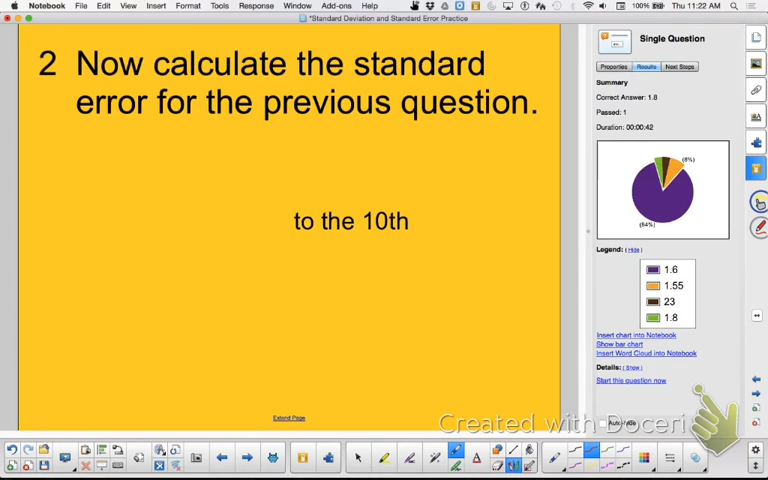 Notebook File Edit View Insert Format Tools Response Window Add-ons Help
100% Thu 11:22 AM
*Standard Deviation and Standard Error Practice
2 Now calculate the standard
error for the previous question.
to the 10th
Extend Page
Single Question
Properties Results Next Steps
Summary
Correct Answer: 1.8
Passed: 1
Duration: 00:00:42
(8%)
(84%)
Legend: (Hide)
1.6
1.55
23
1.8
Insert chart into Notebook
Show bar chart
Insert Word Cloud into Notebook
Details: (Show)
Start this question now
Auto-hide
Created with Doceri